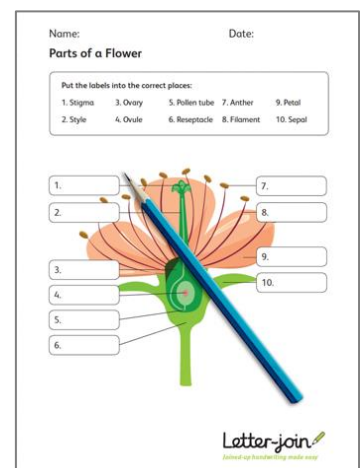 Name: Date:
Parts of a Flower
Put the labels into the correct places:
1. Stigma 3. Ovary 5. Pollen tube 7. Anther 9. Petal
2. Style 4. Ovule 6. Reseptacle 8. Filament 10. Sepal
1. 7.
2. 8.
9.
3. 10.
4.
5.
6.
Letter-join
Joined-up handwriting made easy